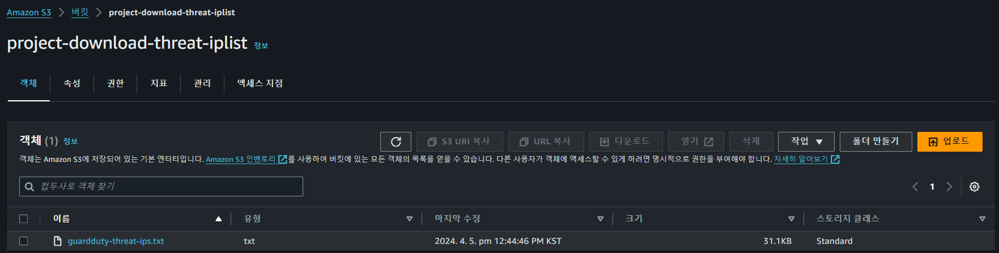 Amazon S3 > 버킷 > project-download-threat-iplist
project-download-threat-iplist 정보
객체 속성 권한 지표 관리 액세스 지점
객체 (1) 정보
S3 URI 복사 URL 복사 다운로드 열기 삭제 작업 폴더 만들기 업로드
객체는 Amazon S3에 저장되어 있는 기본 엔터티입니다. Amazon S3 인벤토리를 사용하여 버킷에 있는 모든 객체의 목록을 얻을 수 있습니다. 다른 사용자가 객체에 액세스할 수 있게 하려면 명시적으로 권한을 부여해야 합니다. 자세히 알아보기
접두사로 객체 찾기
1
이름 유형 마지막 수정 크기 스토리지 클래스
guardduty-threat-ips.txt txt 2024. 4. 5. pm 12:44:46 PM KST 31.1KB Standard